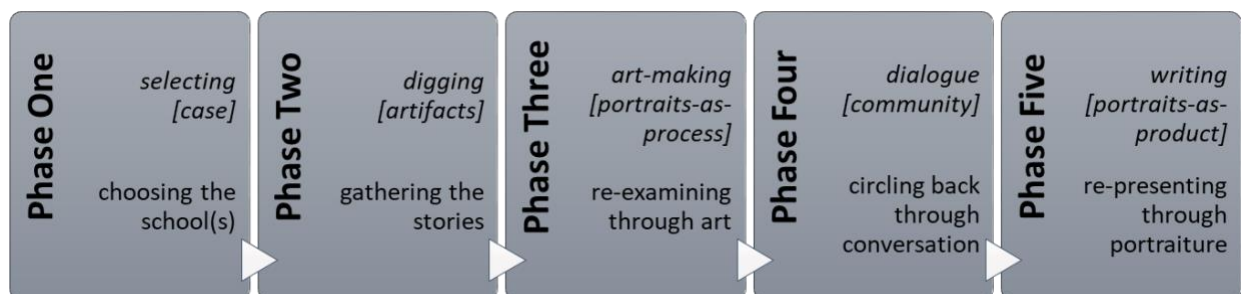 Phase One
selecting
[case]
choosing the
school(s)
Phase Two
digging
[artifacts]
gathering the
stories
Phase Three
art-making
[portraits-as-
process]
re-examining
through art
Phase Four
dialogue
[community]
circling back
through
conversation
Phase Five
writing
[portraits-as-
product]
re-presenting
through
portraiture